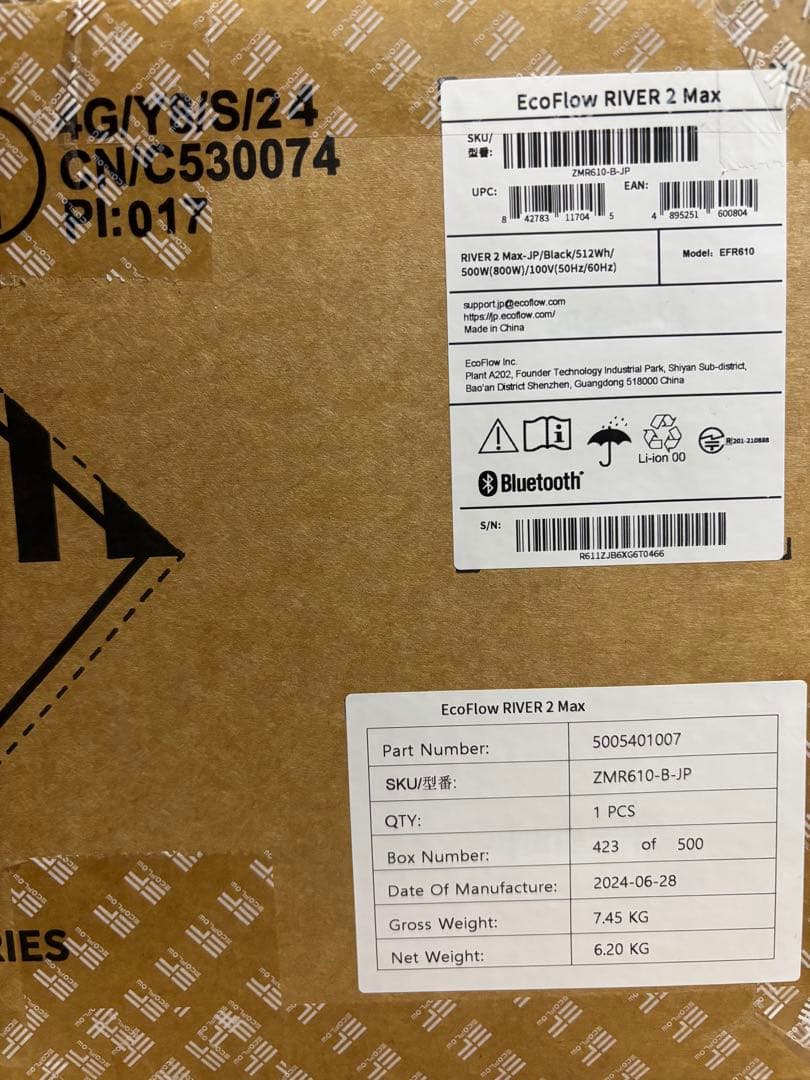 4G/Y8/S/24
CN/C530074
PI:017
EcoFlow RIVER 2 Max
SKU/
型番:
ZMR610-B-JP
UPC:
8 42783 11704 5
EAN:
4 895251 600804
RIVER 2 Max-JP/Black/512Wh/
500W(800W)/100V(50Hz/60Hz)
Model: EFR610
support.jp@ecoflow.com
https://jp.ecoflow.com/
Made in China
EcoFlow Inc.
Plant A202, Founder Technology Industrial Park, Shiyan Sub-district,
Bao'an District Shenzhen, Guangdong 518000 China
Li-ion 00
R 201-210888
Bluetooth
S/N:
R611ZJB6XG6T0466
EcoFlow RIVER 2 Max
Part Number: 5005401007
SKU/型番: ZMR610-B-JP
QTY: 1 PCS
Box Number: 423 of 500
Date Of Manufacture: 2024-06-28
Gross Weight: 7.45 KG
Net Weight: 6.20 KG
RIES
ECOFLOW